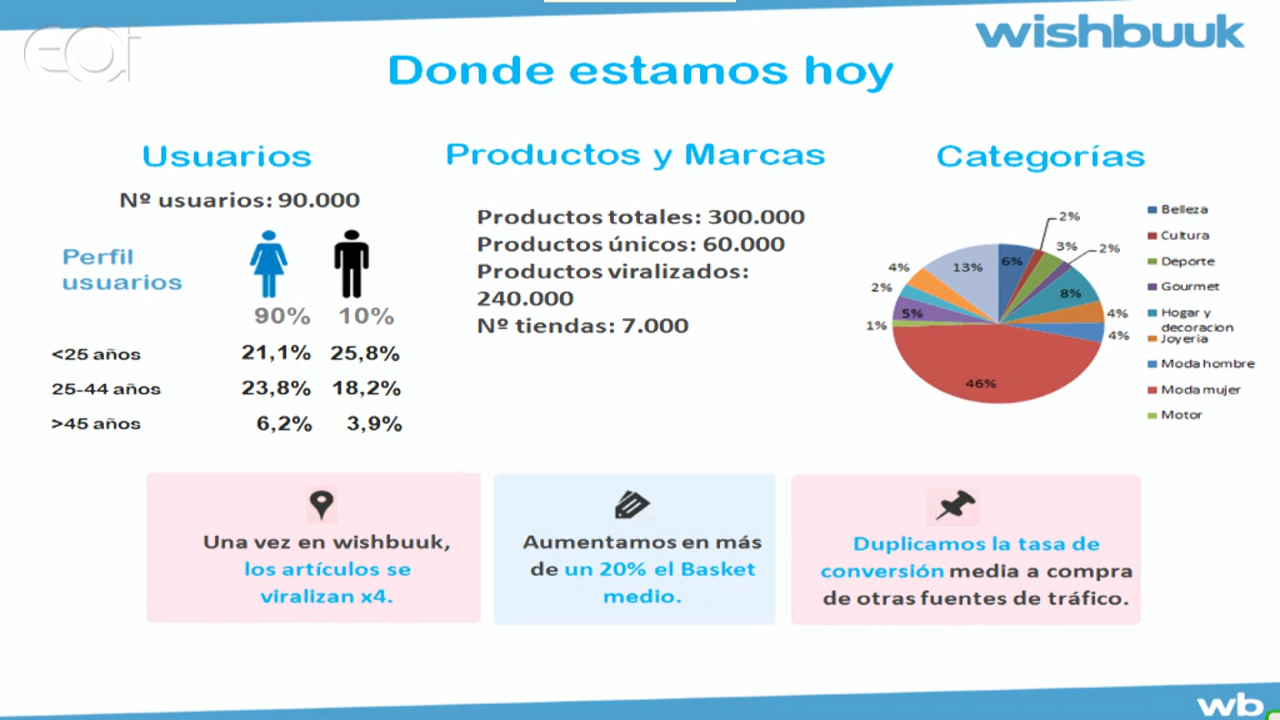 eoi
wishbuuk
Donde estamos hoy
Usuarios
Nº usuarios: 90.000
Perfil
usuarios
90% 10%
<25 años 21,1% 25,8%
25-44 años 23,8% 18,2%
>45 años 6,2% 3,9%
Productos y Marcas
Productos totales: 300.000
Productos únicos: 60.000
Productos viralizados:
240.000
Nº tiendas: 7.000
Categorías
6%
2%
3%
2%
8%
4%
4%
46%
1%
5%
2%
4%
13%
Belleza
Cultura
Deporte
Gourmet
Hogar y
decoracion
Joyeria
Moda hombre
Moda mujer
Motor
Una vez en wishbuuk,
los artículos se
viralizan x4.
Aumentamos en más
de un 20% el Basket
medio.
Duplicamos la tasa de
conversión media a compra
de otras fuentes de tráfico.
wb